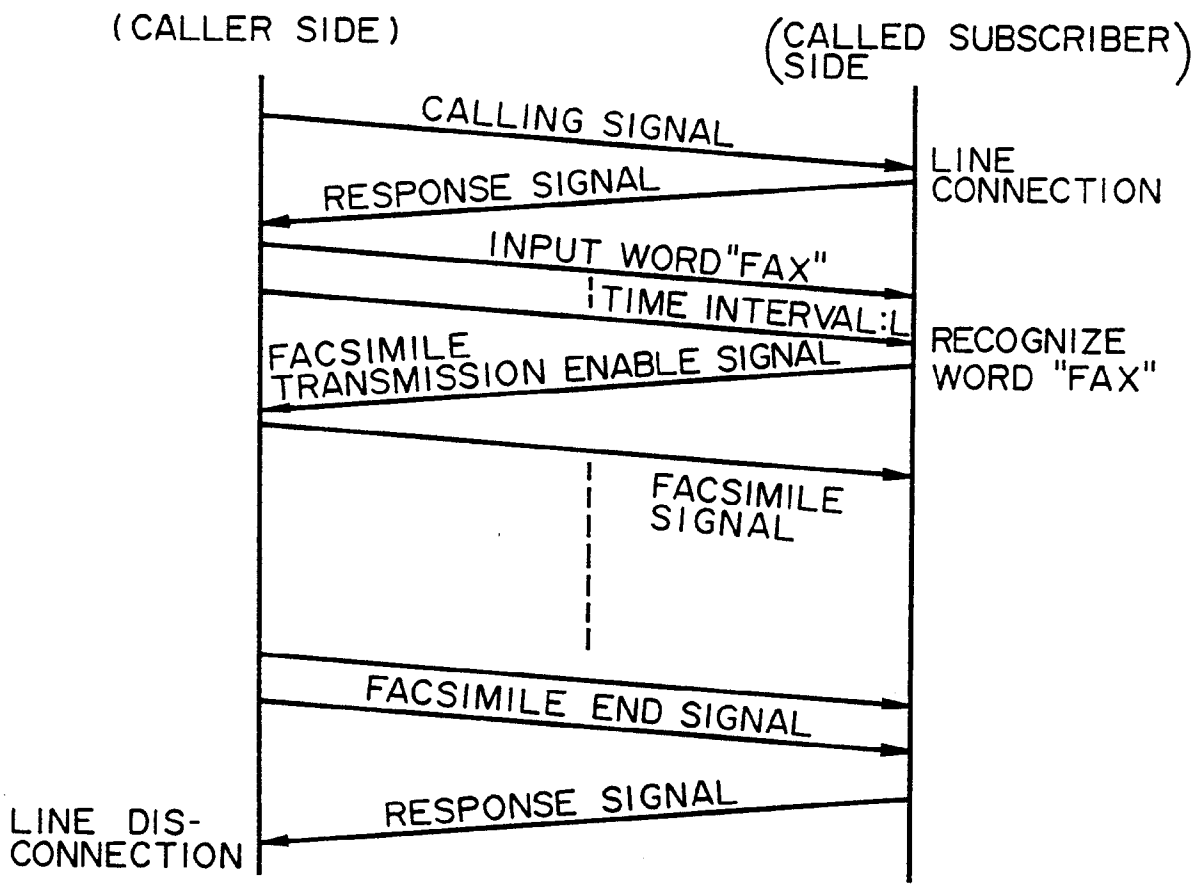 (CALLER SIDE)
(CALLED SUBSCRIBER)
SIDE
CALLING SIGNAL
LINE
CONNECTION
RESPONSE SIGNAL
INPUT WORD "FAX"
TIME INTERVAL:L
RECOGNIZE
WORD "FAX"
FACSIMILE
TRANSMISSION ENABLE SIGNAL
FACSIMILE
SIGNAL
FACSIMILE END SIGNAL
RESPONSE SIGNAL
LINE DIS-
CONNECTION